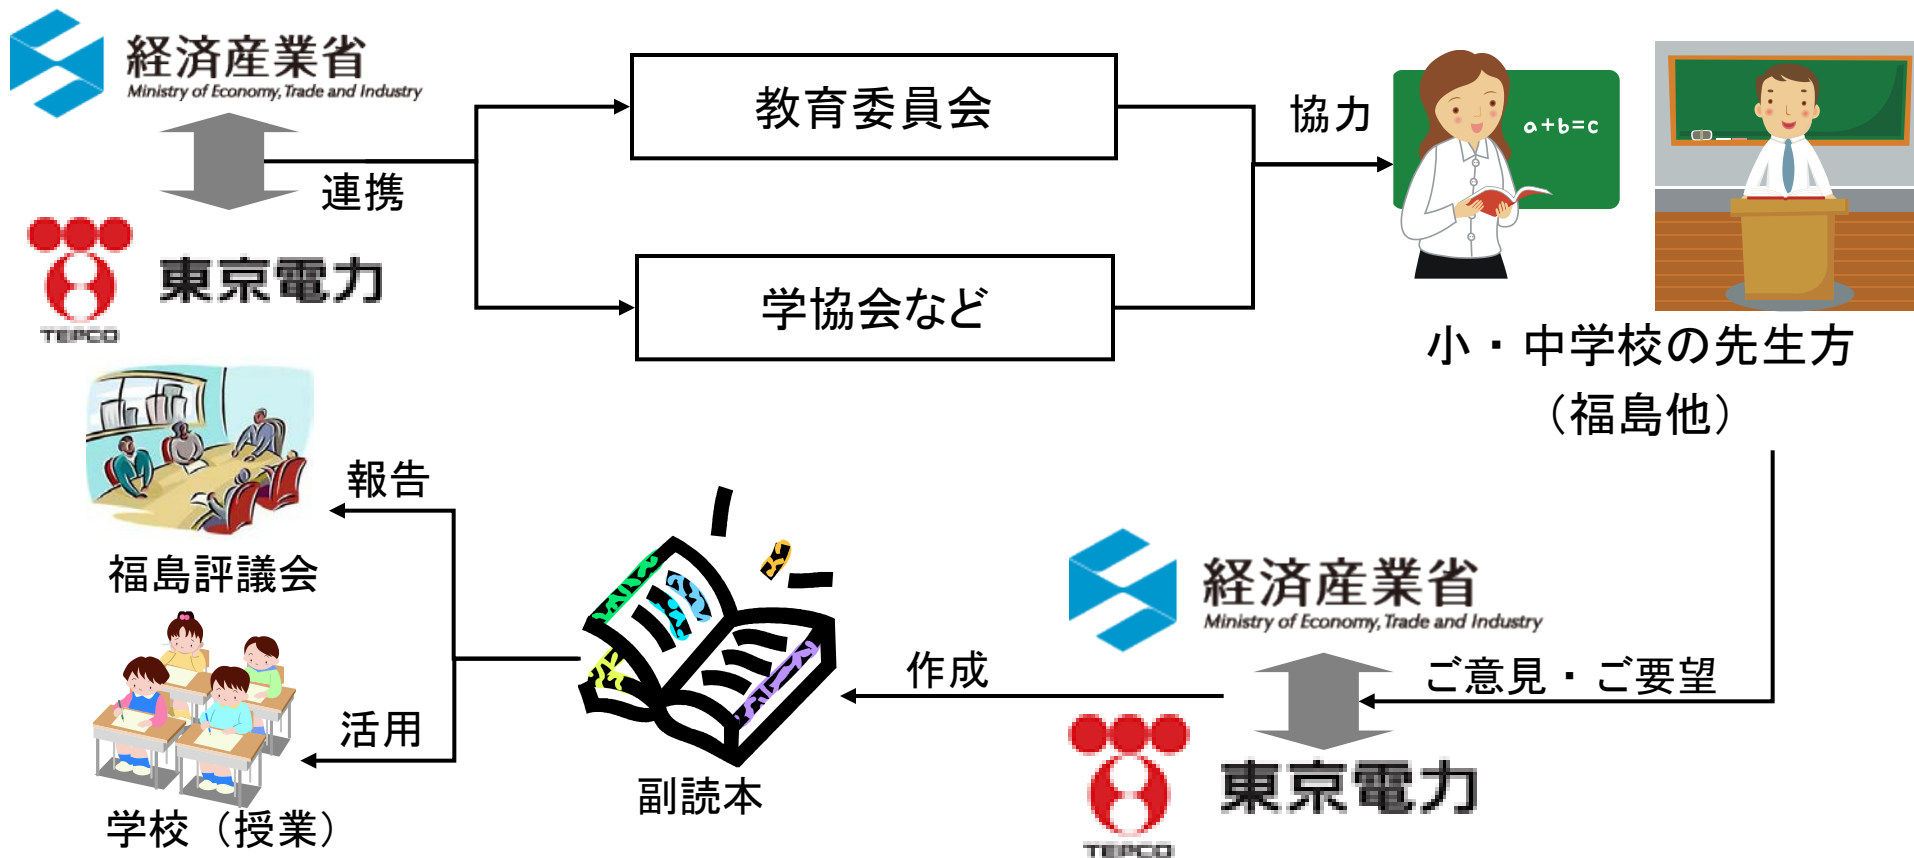 経済産業省
Ministry of Economy, Trade and Industry
連携
東京電力
TEPCO
教育委員会
学協会など
協力
a+b=c
小・中学校の先生方
（福島他）
経済産業省
Ministry of Economy, Trade and Industry
ご意見・ご要望
東京電力
TEPCO
作成
副読本
報告
福島評議会
活用
学校（授業）